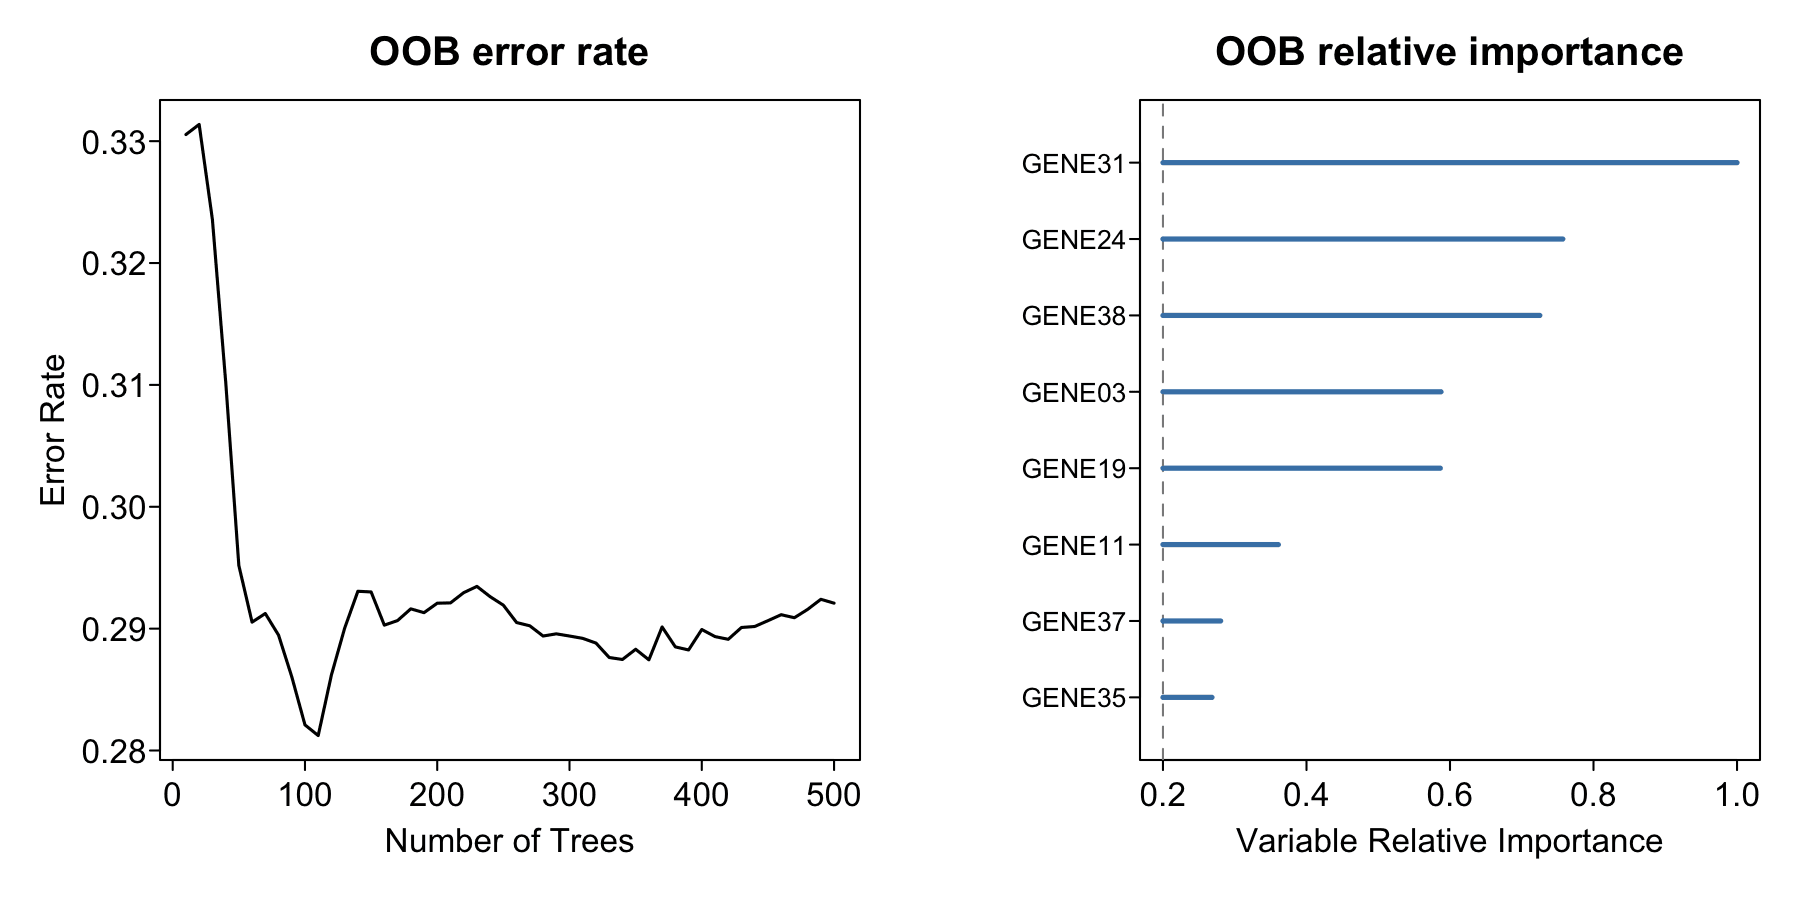 OOB error rate
0.33
0.32
0.31
0.30
0.29
0.28
Error Rate
0 100 200 300 400 500
Number of Trees
OOB relative importance
GENE31
GENE24
GENE38
GENE03
GENE19
GENE11
GENE37
GENE35
0.2 0.4 0.6 0.8 1.0
Variable Relative Importance